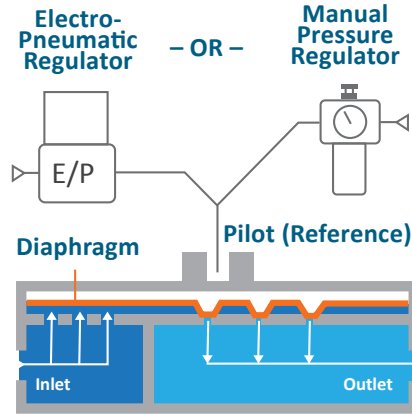 Electro-
Pneumatic
Regulator
– OR –
Manual
Pressure
Regulator
E/P
Pilot (Reference)
Diaphragm
Inlet
Outlet